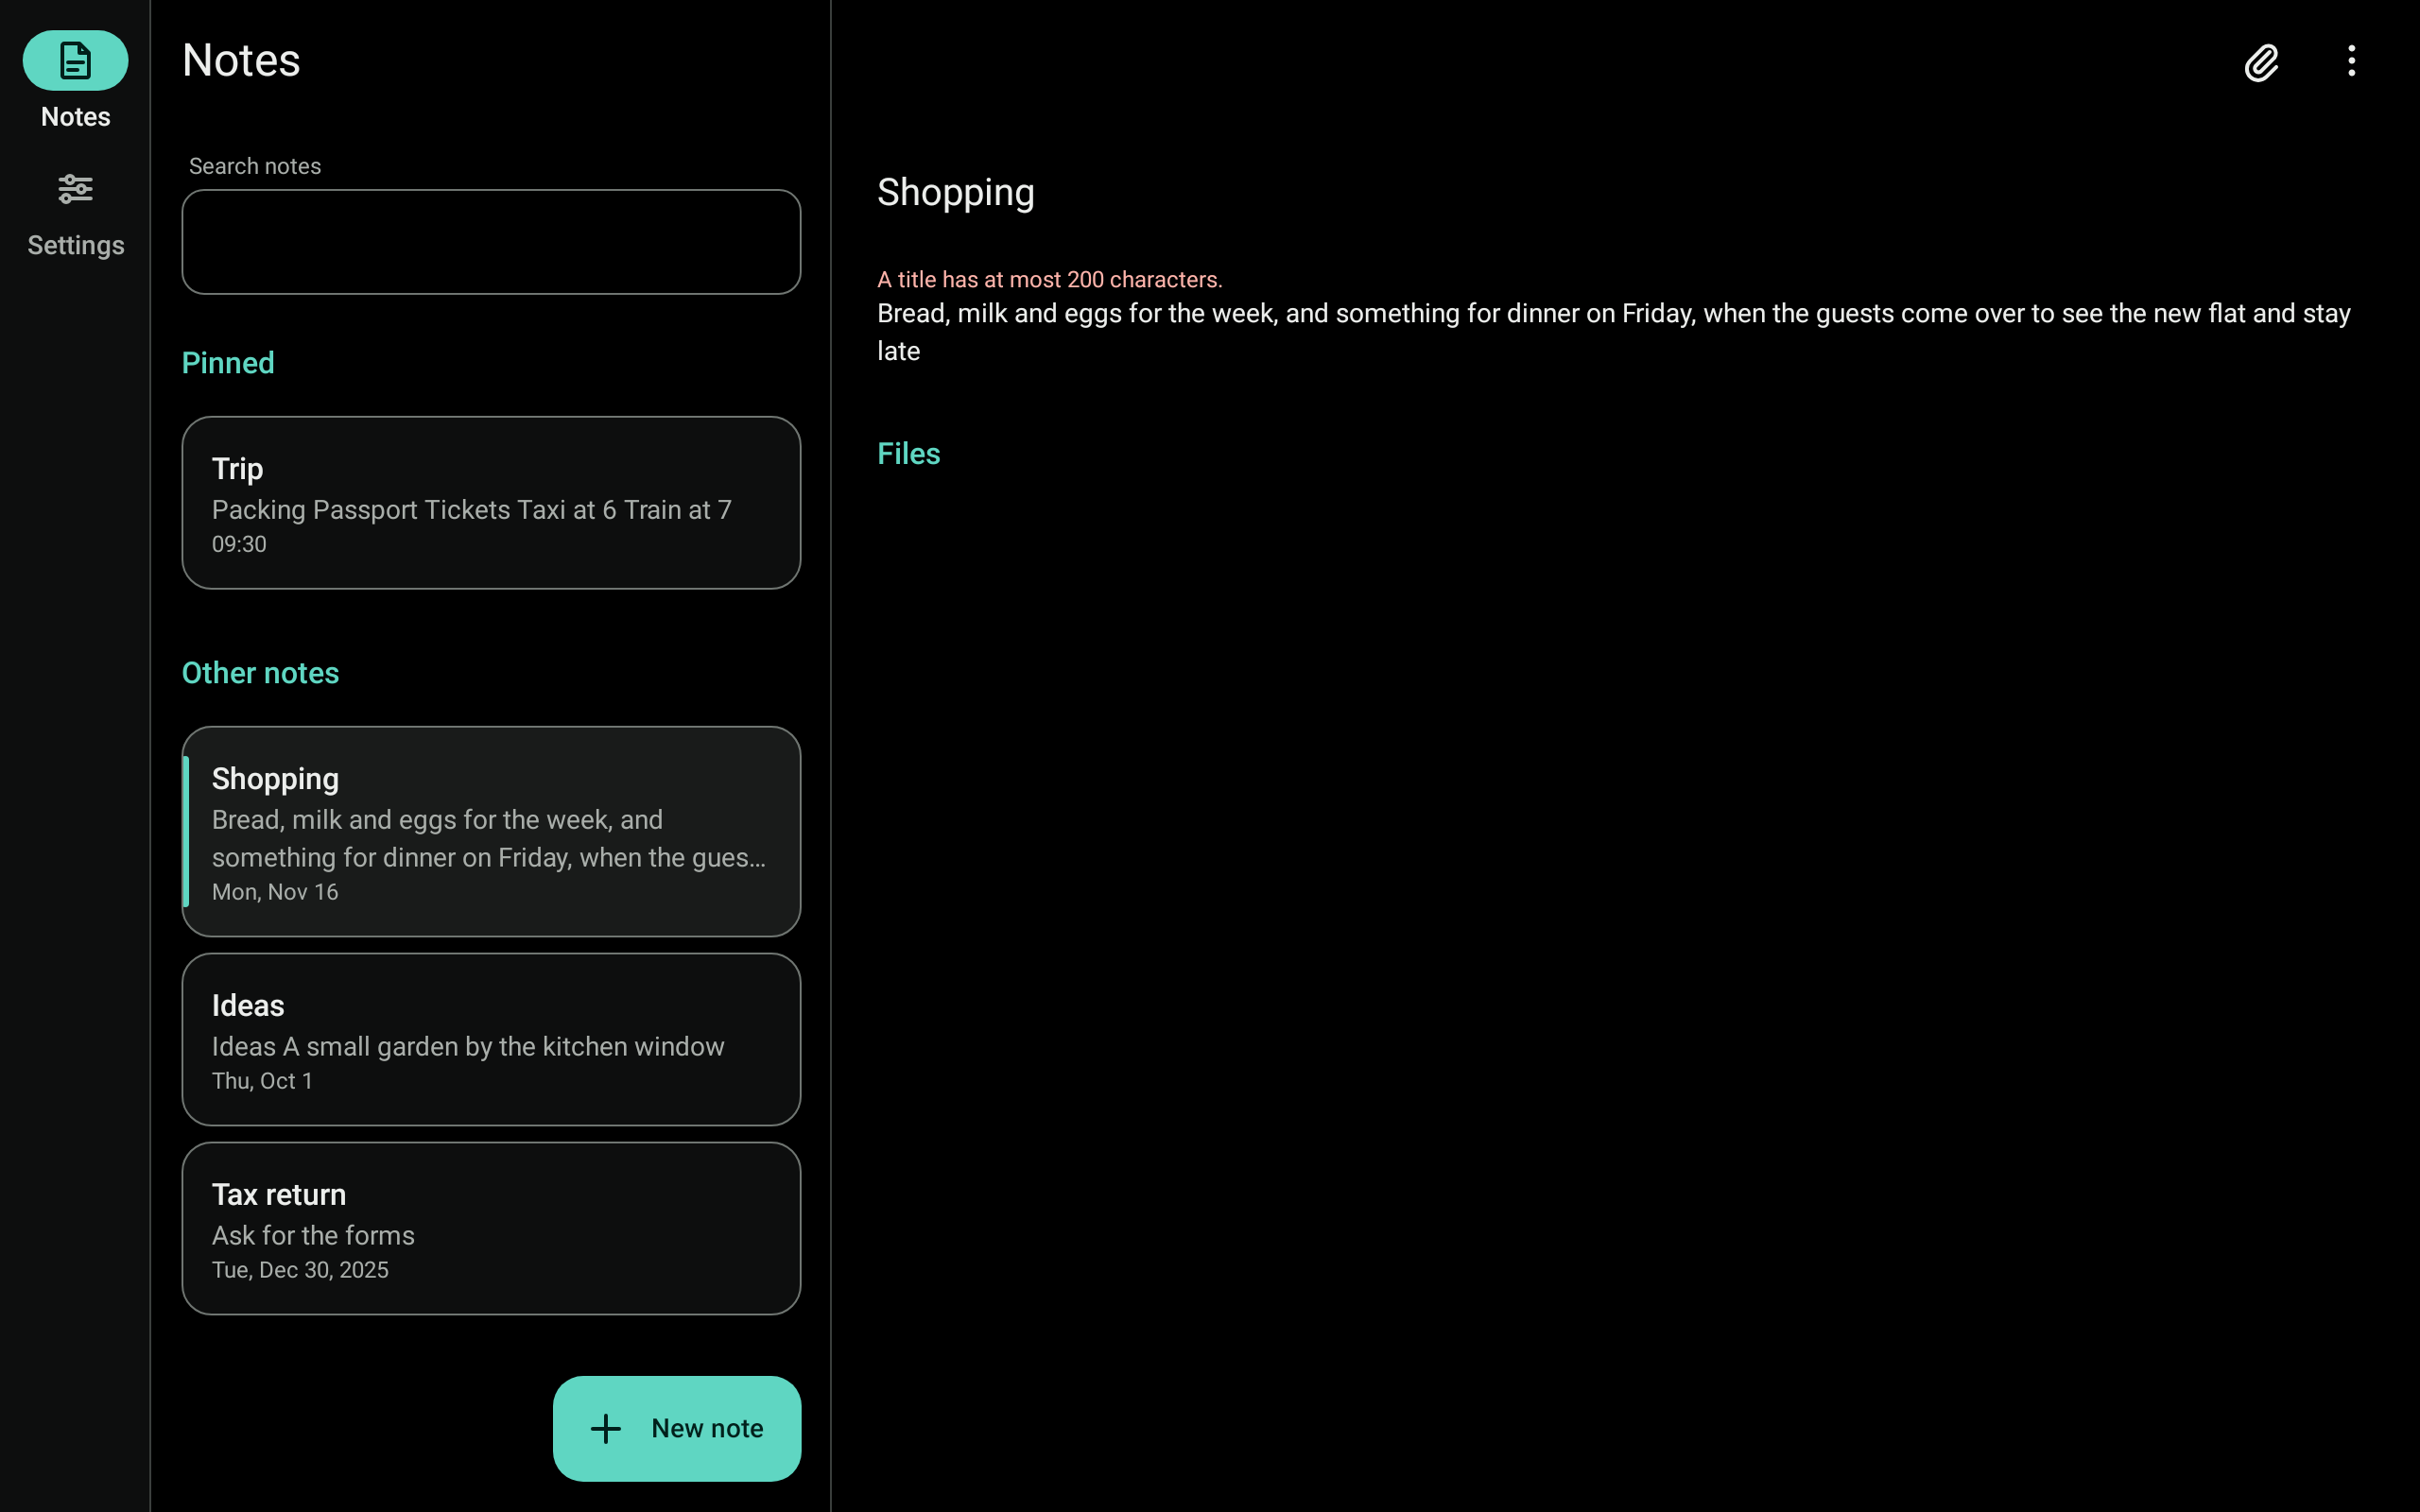 Notes
Settings
Notes
Search notes
Pinned
Trip
Packing Passport Tickets Taxi at 6 Train at 7
09:30
Other notes
Shopping
Bread, milk and eggs for the week, and
something for dinner on Friday, when the gues…
Mon, Nov 16
Ideas
Ideas A small garden by the kitchen window
Thu, Oct 1
Tax return
Ask for the forms
Tue, Dec 30, 2025
New note
Shopping
A title has at most 200 characters.
Bread, milk and eggs for the week, and something for dinner on Friday, when the guests come over to see the new flat and stay
late
Files